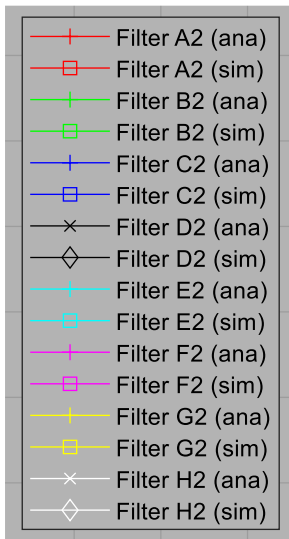 Filter A2 (ana)
Filter A2 (sim)
Filter B2 (ana)
Filter B2 (sim)
Filter C2 (ana)
Filter C2 (sim)
Filter D2 (ana)
Filter D2 (sim)
Filter E2 (ana)
Filter E2 (sim)
Filter F2 (ana)
Filter F2 (sim)
Filter G2 (ana)
Filter G2 (sim)
Filter H2 (ana)
Filter H2 (sim)